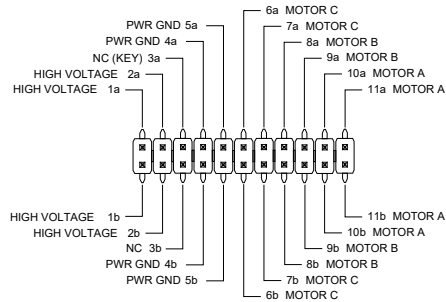 6a MOTOR C
PWR GND 5a
7a MOTOR C
PWR GND 4a
8a MOTOR B
NC (KEY) 3a
9a MOTOR B
HIGH VOLTAGE 2a
10a MOTOR A
HIGH VOLTAGE 1a
11a MOTOR A
HIGH VOLTAGE 1b
11b MOTOR A
HIGH VOLTAGE 2b
10b MOTOR A
NC 3b
9b MOTOR B
PWR GND 4b
8b MOTOR B
PWR GND 5b
7b MOTOR C
6b MOTOR C